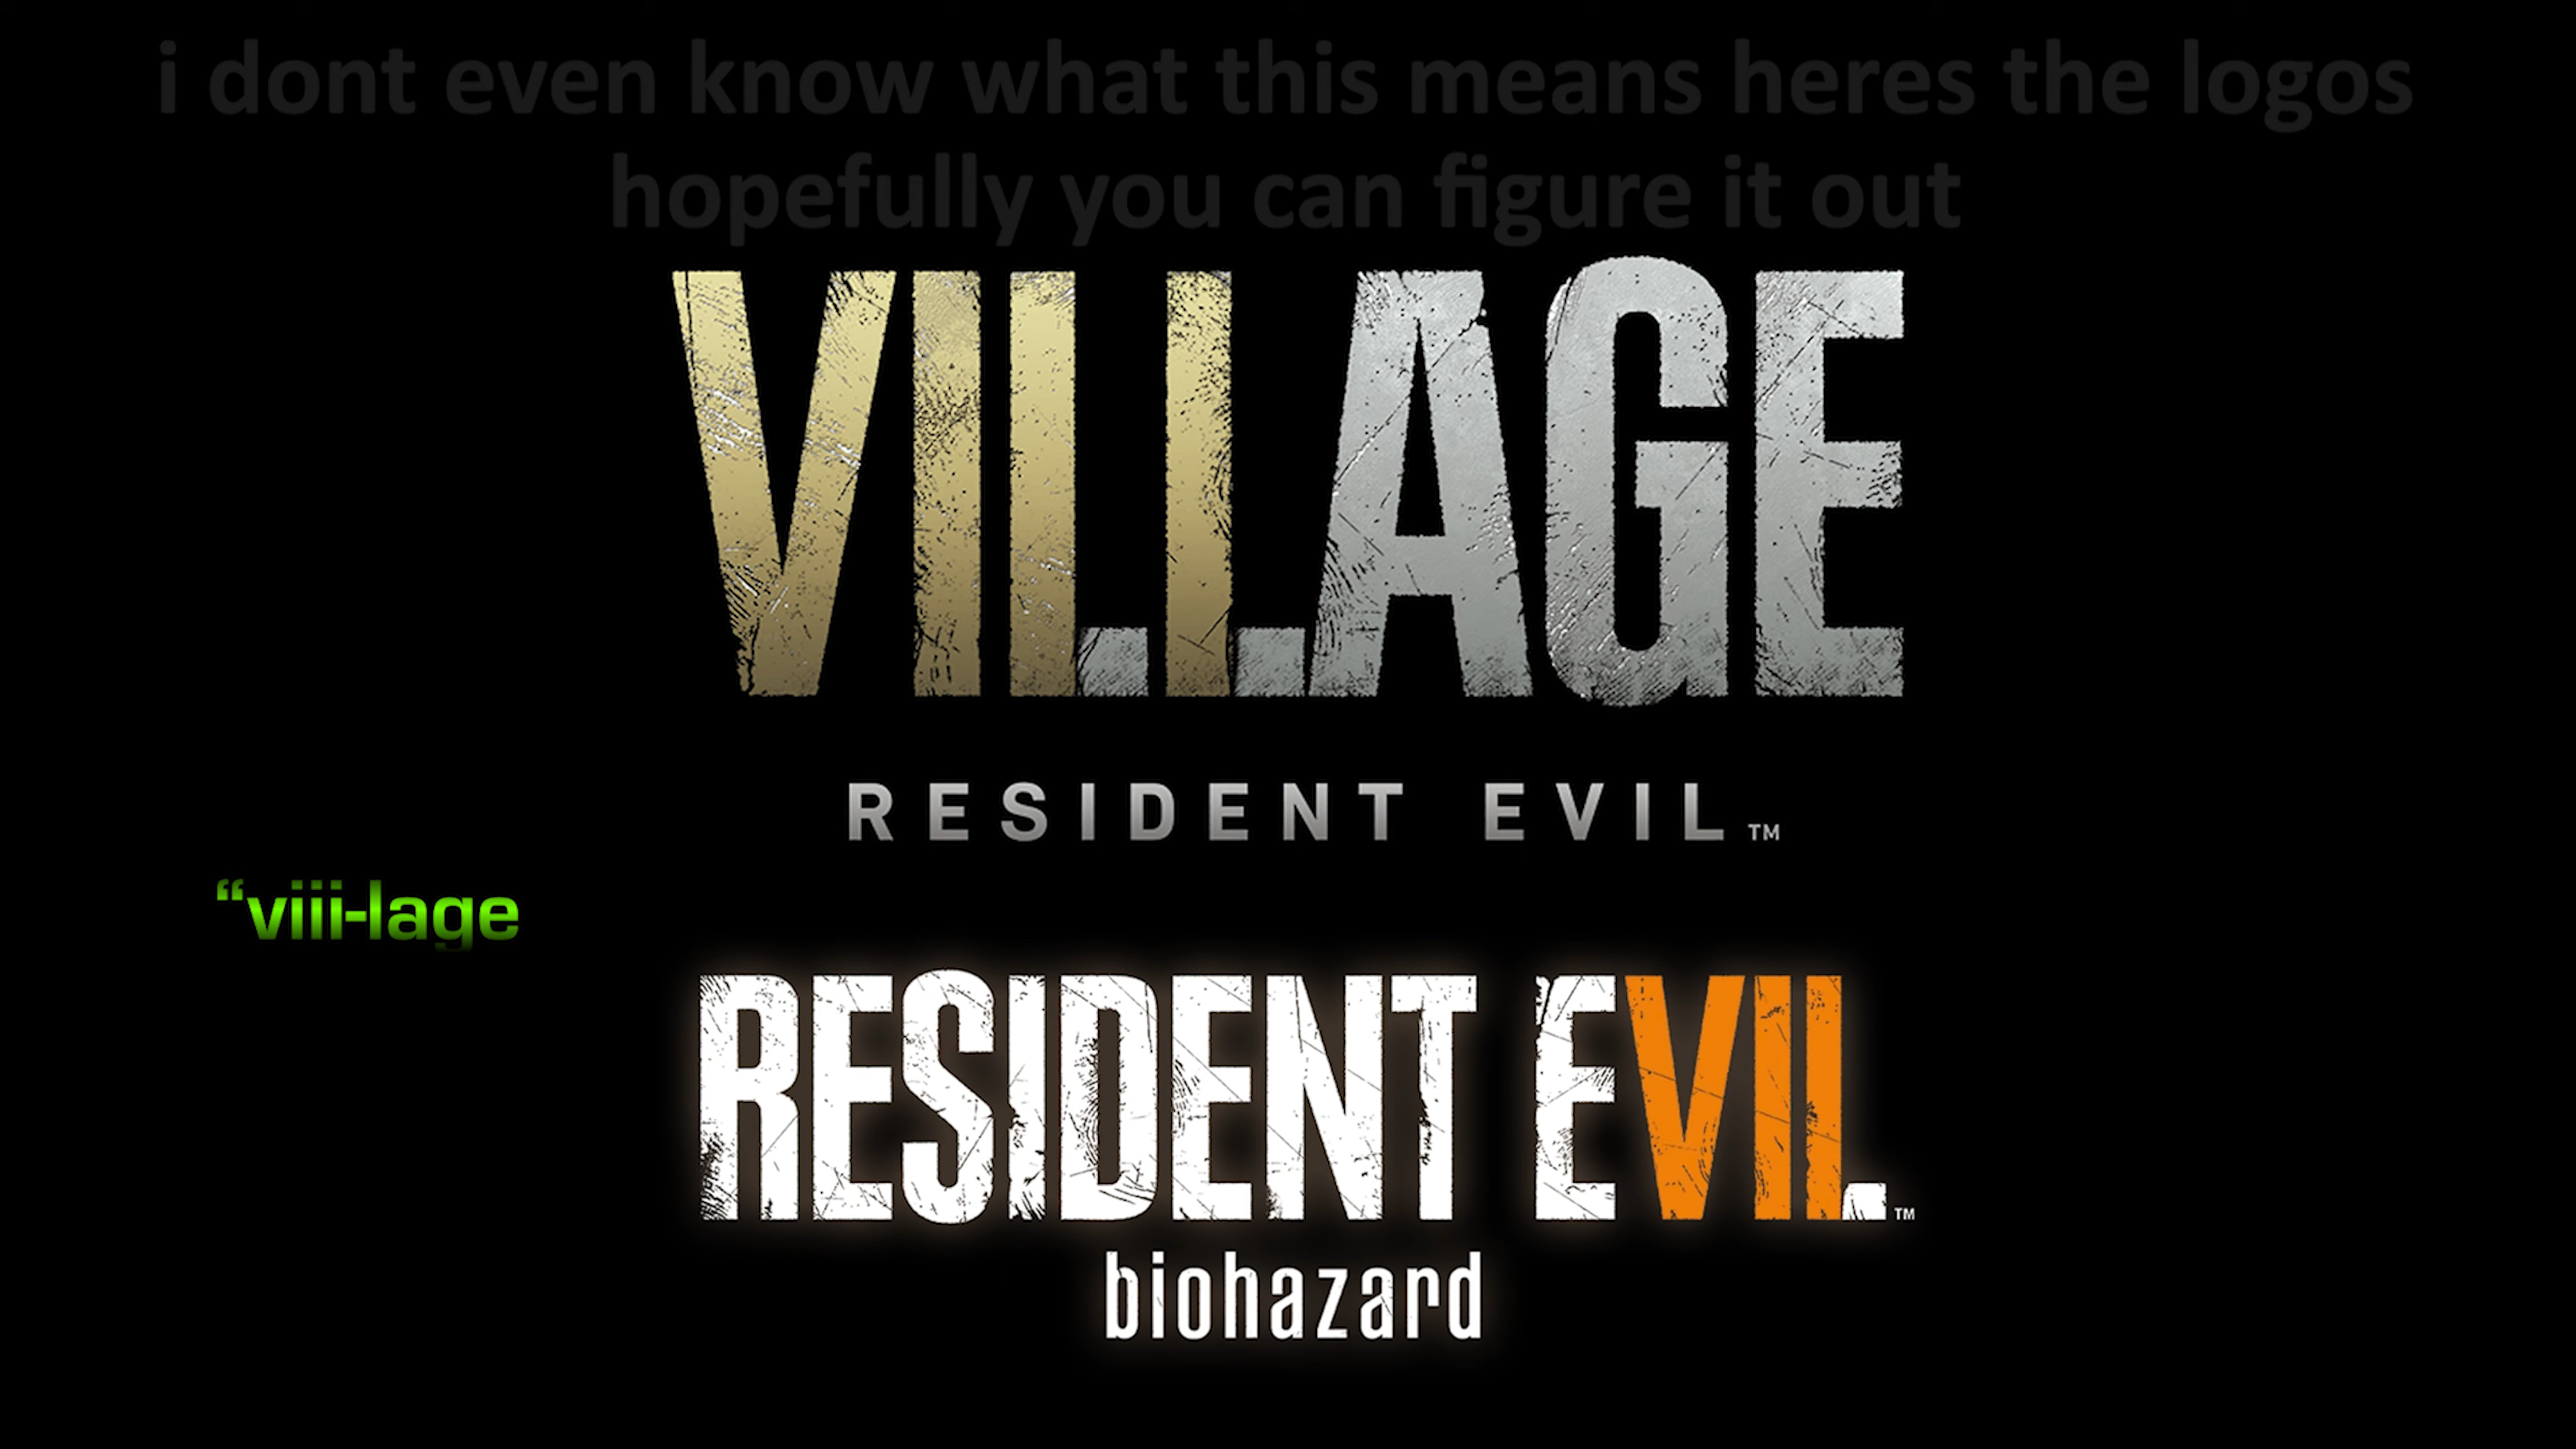 i dont even know what this means heres the logos
hopefully you can figure it out
VILLAGE
RESIDENT EVIL™
“viii-lage
RESIDENT EVIL™
biohazard